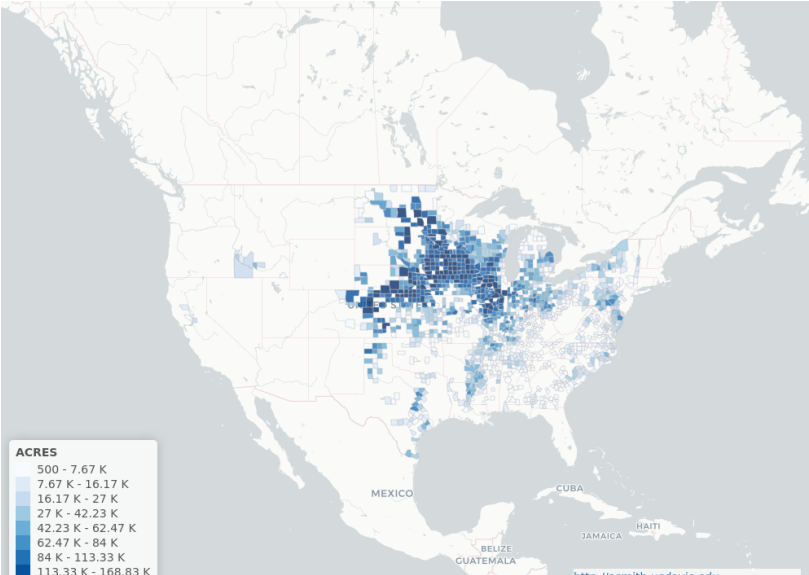 MEXICO
CUBA
HAITI
JAMAICA
BELIZE
GUATEMALA
ACRES
500 - 7.67 K
7.67 K - 16.17 K
16.17 K - 27 K
27 K - 42.23 K
42.23 K - 62.47 K
62.47 K - 84 K
84 K - 113.33 K
113.33 K - 168.83 K